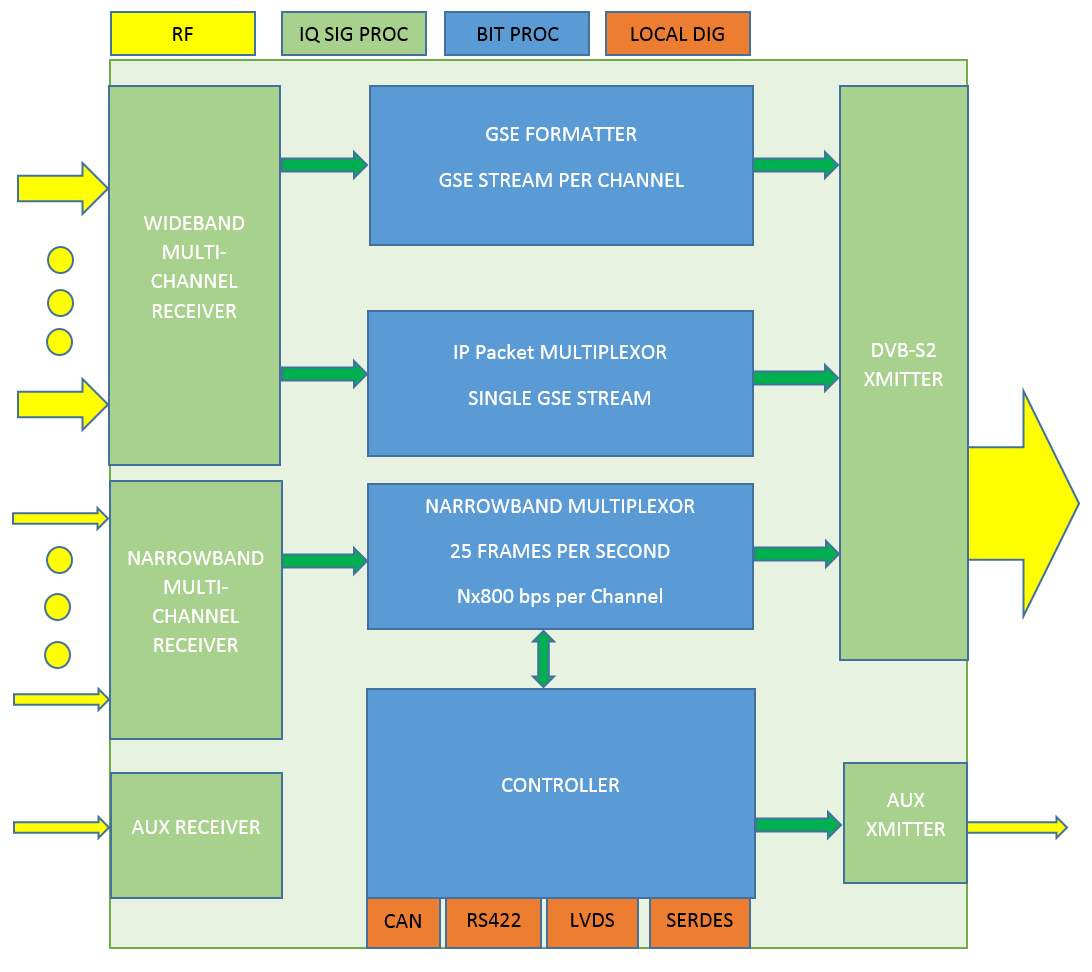 RF
IQ SIG PROC
BIT PROC
LOCAL DIG
WIDEBAND
MULTI-
CHANNEL
RECEIVER
GSE FORMATTER
GSE STREAM PER CHANNEL
IP Packet MULTIPLEXOR
SINGLE GSE STREAM
DVB-S2
XMITTER
NARROWBAND
MULTI-
CHANNEL
RECEIVER
NARROWBAND MULTIPLEXOR
25 FRAMES PER SECOND
Nx800 bps per Channel
AUX RECEIVER
CONTROLLER
AUX
XMITTER
CAN
RS422
LVDS
SERDES